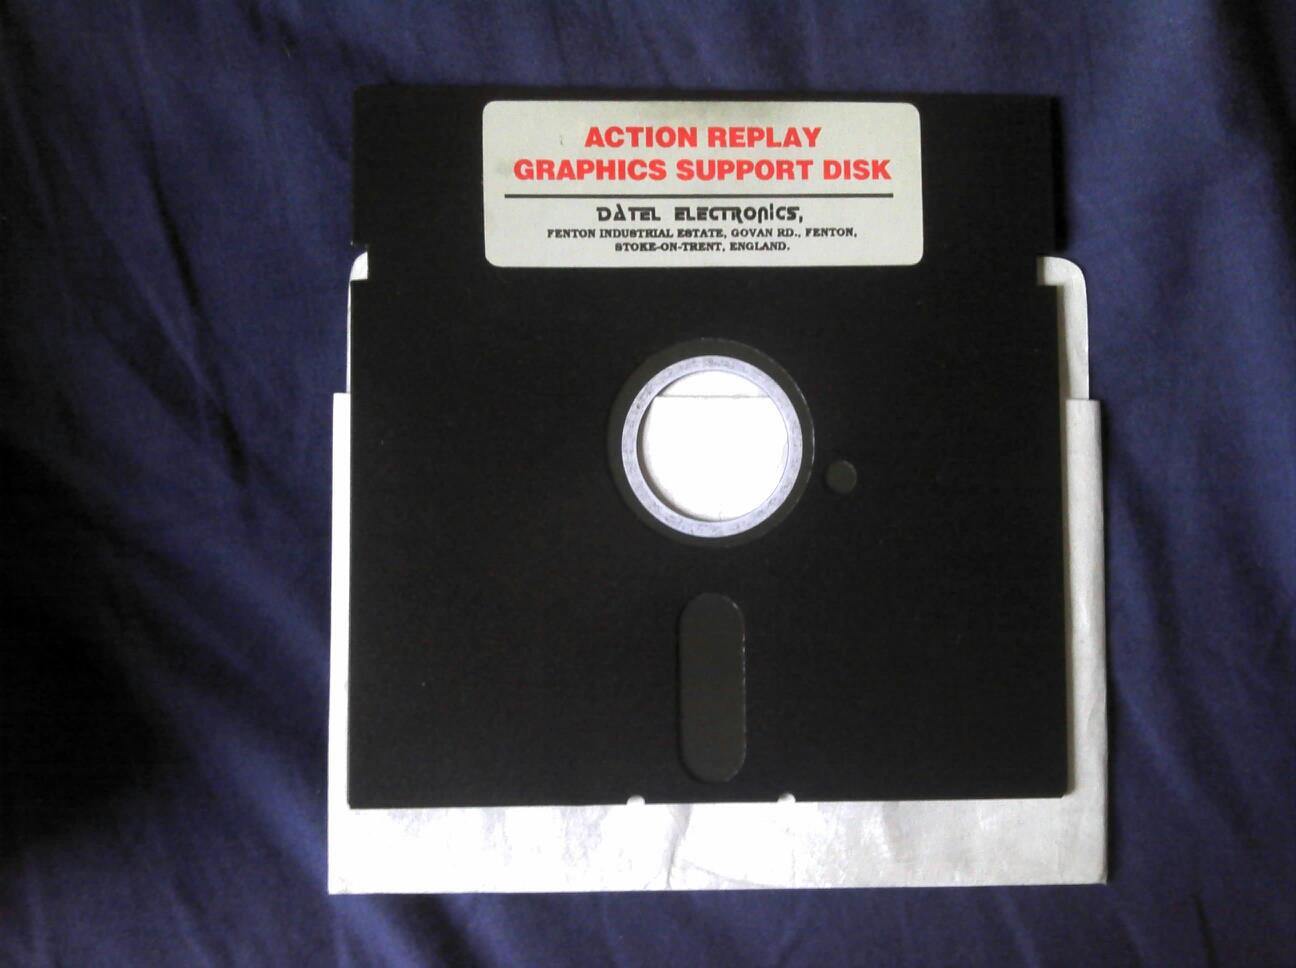 ACTION REPLAY
GRAPHICS SUPPORT DISK
DATEL ELECTRONICS,
FENTON INDUSTRIAL ESTATE, GOVAN RD., FENTON,
STOKE-ON-TRENT, ENGLAND.